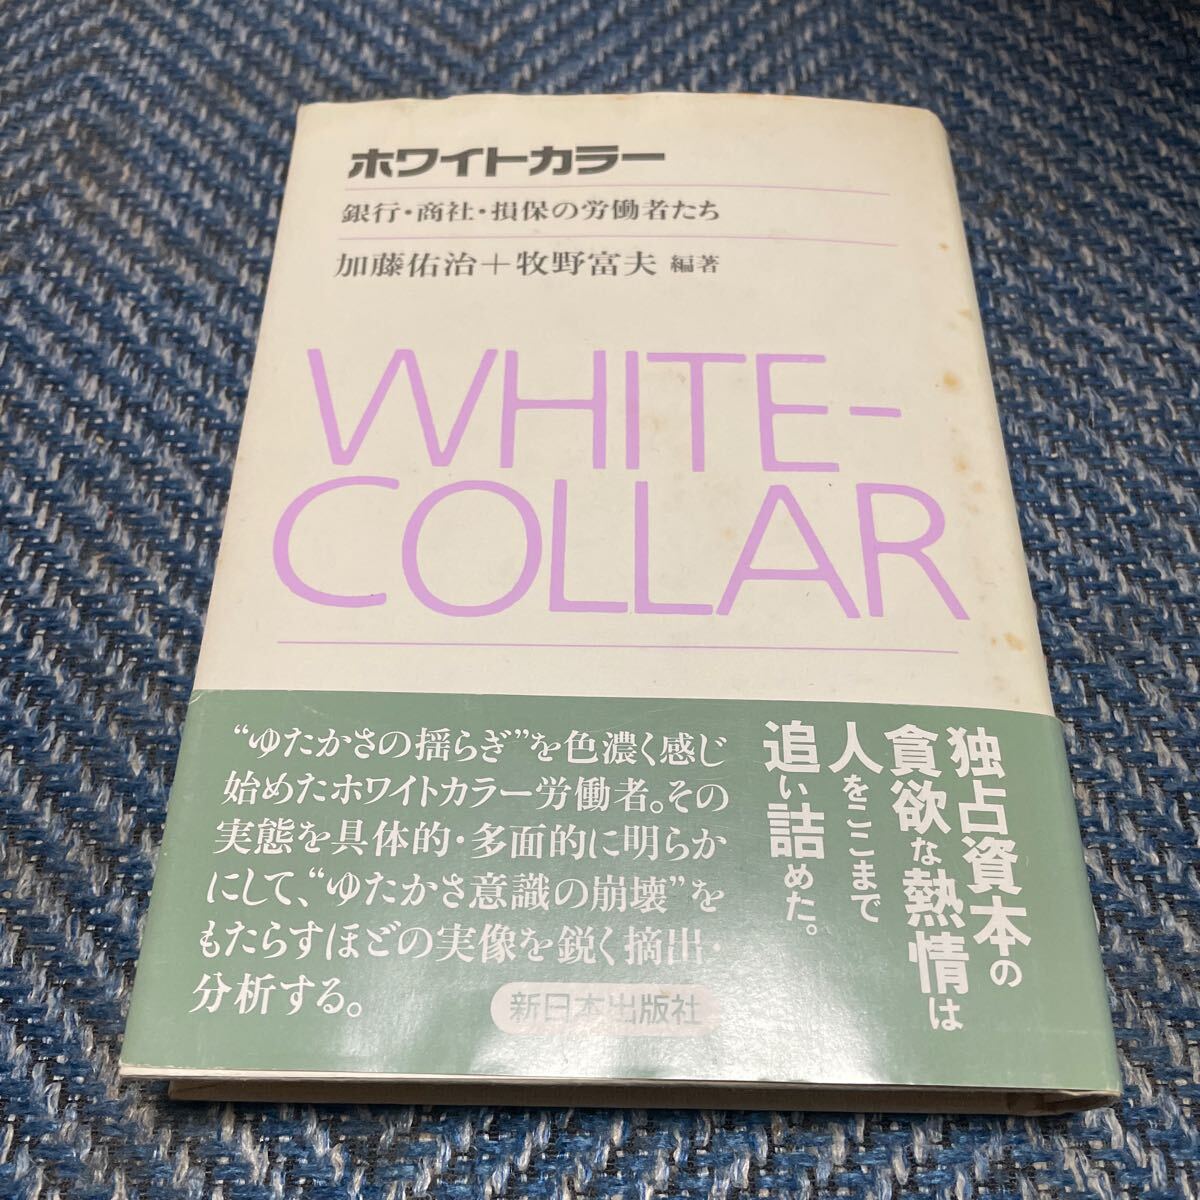 ホワイトカラー
銀行・商社・損保の労働者たち
加藤佑治＋牧野富夫 編著
WHITE-
COLLAR
独占資本の
貪欲な熱情は
人をここまで
追い詰めた。
“ゆたかさの揺らぎ”を色濃く感じ
始めたホワイトカラー労働者。その
実態を具体的・多面的に明らか
にして、“ゆたかさ意識の崩壊”を
もたらすほどの実像を鋭く摘出・
分析する。
新日本出版社